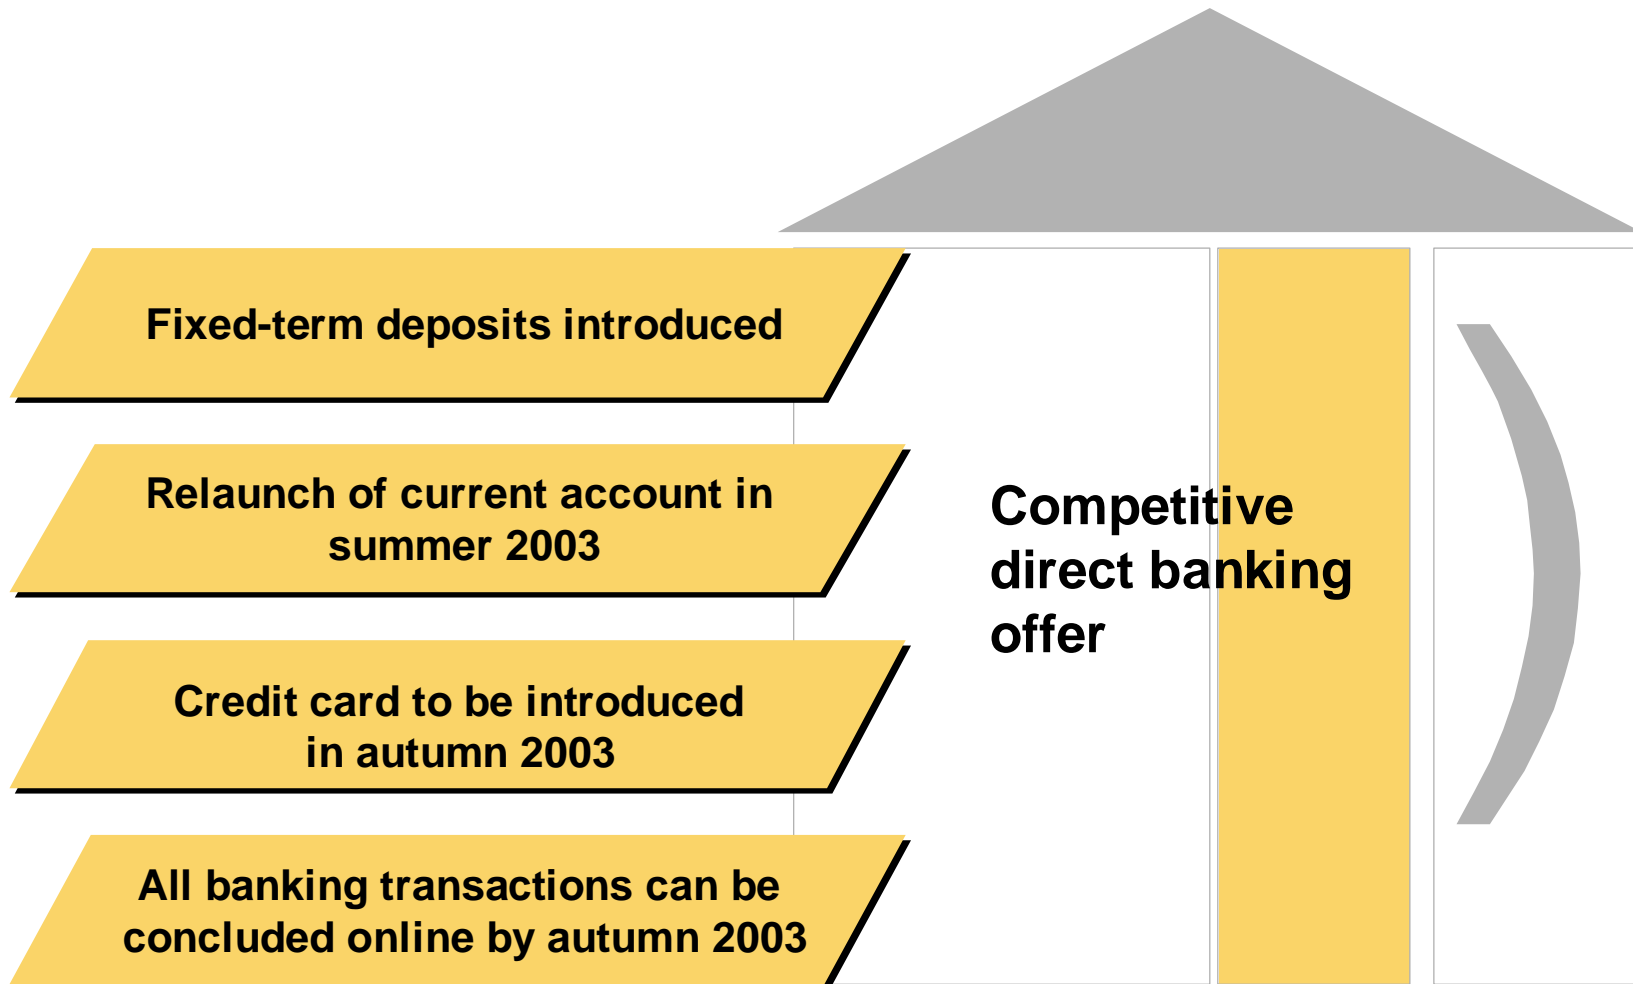 Fixed-term deposits introduced
Relaunch of current account in
summer 2003
Credit card to be introduced
in autumn 2003
All banking transactions can be
concluded online by autumn 2003
Competitive
direct banking
offer